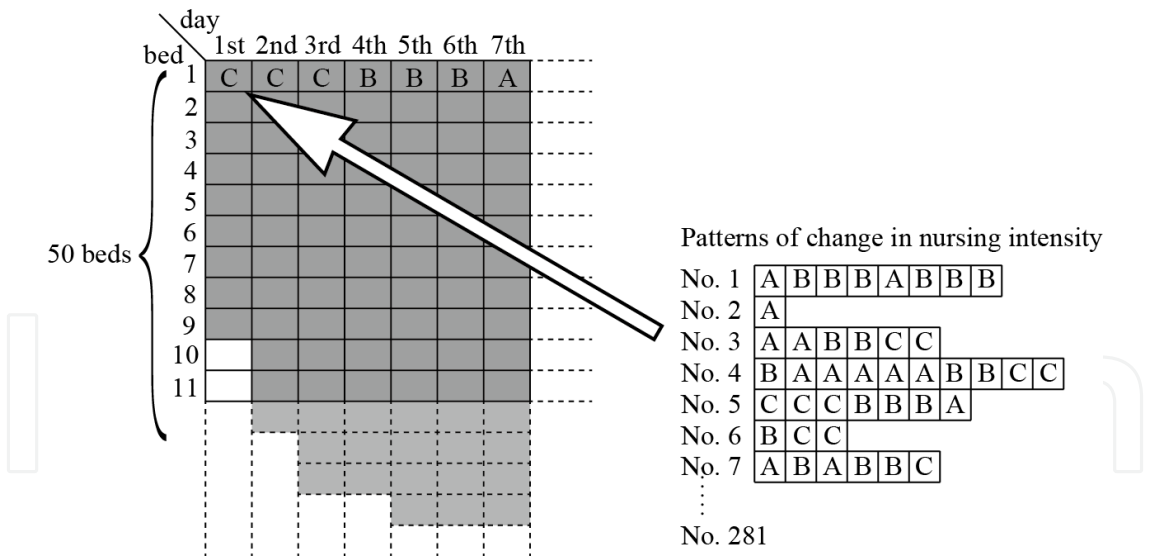 day
bed 1st 2nd 3rd 4th 5th 6th 7th
1 C C C B B B A
2
3
4
5
6
7
8
9
10
11
50 beds
Patterns of change in nursing intensity
No. 1 A B B B A B B B
No. 2 A
No. 3 A A B B C C
No. 4 B A A A A A B B C C
No. 5 C C C B B B A
No. 6 B C C
No. 7 A B A B B C
No. 281